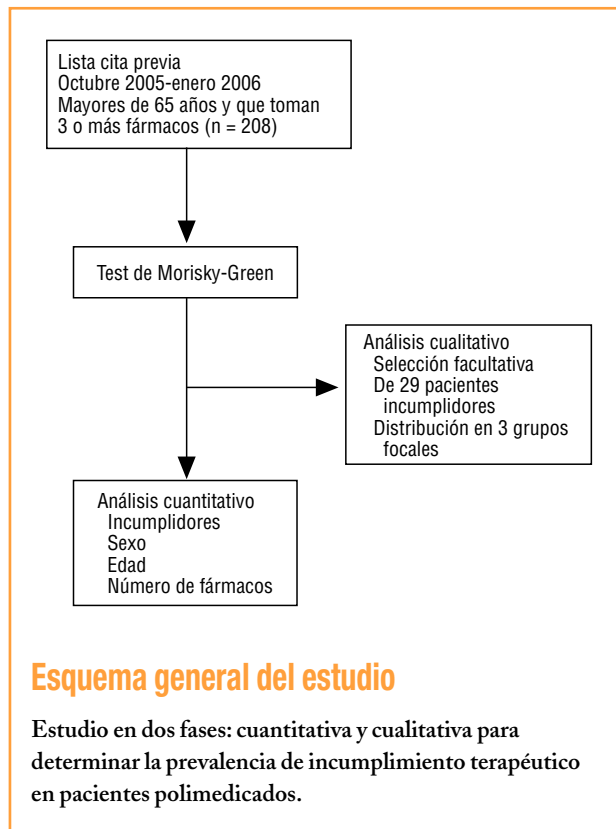 Lista cita previa
Octubre 2005-enero 2006
Mayores de 65 años y que toman
3 o más fármacos (n = 208)
Test de Morisky-Green
Análisis cualitativo
Selección facultativa
De 29 pacientes
incumplidores
Distribución en 3 grupos
focales
Análisis cuantitativo
Incumplidores
Sexo
Edad
Número de fármacos
Esquema general del estudio
Estudio en dos fases: cuantitativa y cualitativa para
determinar la prevalencia de incumplimiento terapéutico
en pacientes polimedicados.